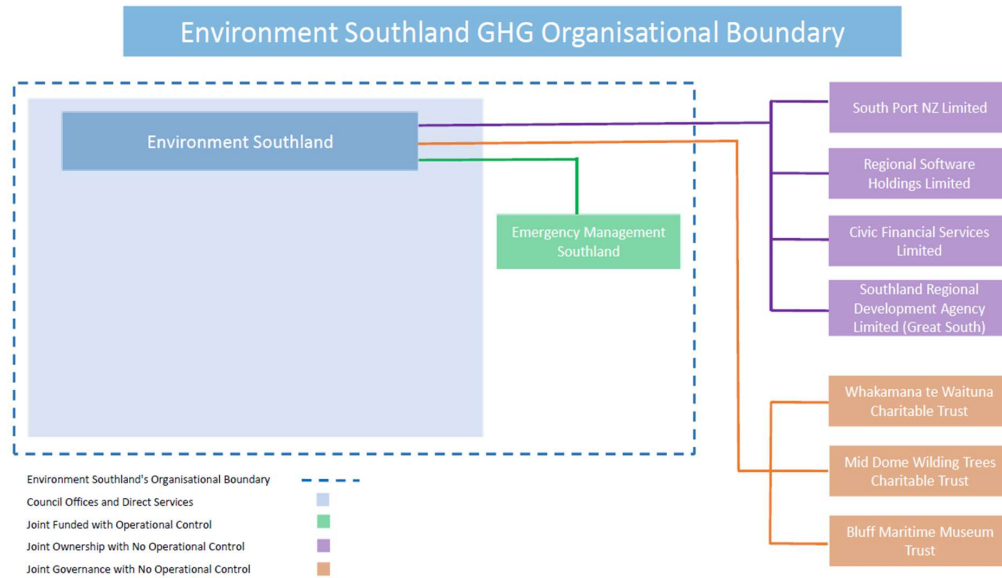 Environment Southland GHG Organisational Boundary
Environment Southland
Emergency Management
Southland
South Port NZ Limited
Regional Software
Holdings Limited
Civic Financial Services
Limited
Southland Regional
Development Agency
Limited (Great South)
Whakamana te Waituna
Charitable Trust
Mid Dome Wilding Trees
Charitable Trust
Bluff Maritime Museum
Trust
Environment Southland's Organisational Boundary
Council Offices and Direct Services
Joint Funded with Operational Control
Joint Ownership with No Operational Control
Joint Governance with No Operational Control